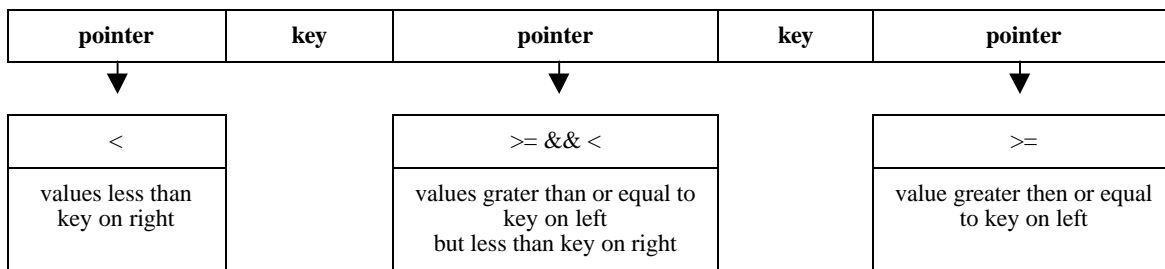 pointer key pointer key pointer
< >= && < >=
values less than
key on right
values grater than or equal to
key on left
but less than key on right
value greater then or equal
to key on left